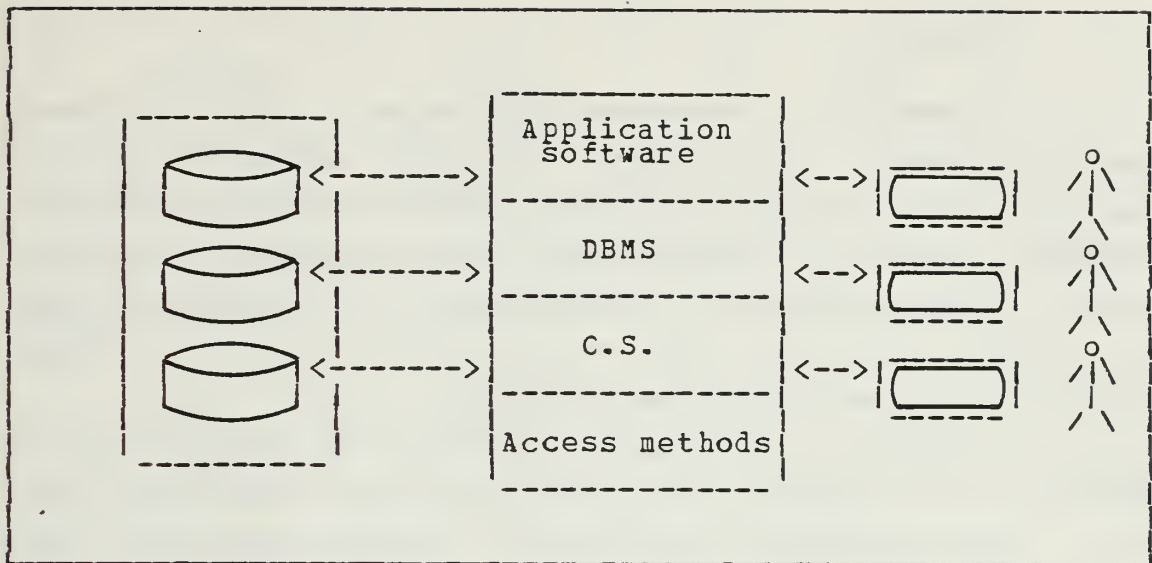 Application
software
DBMS
C.S.
Access methods